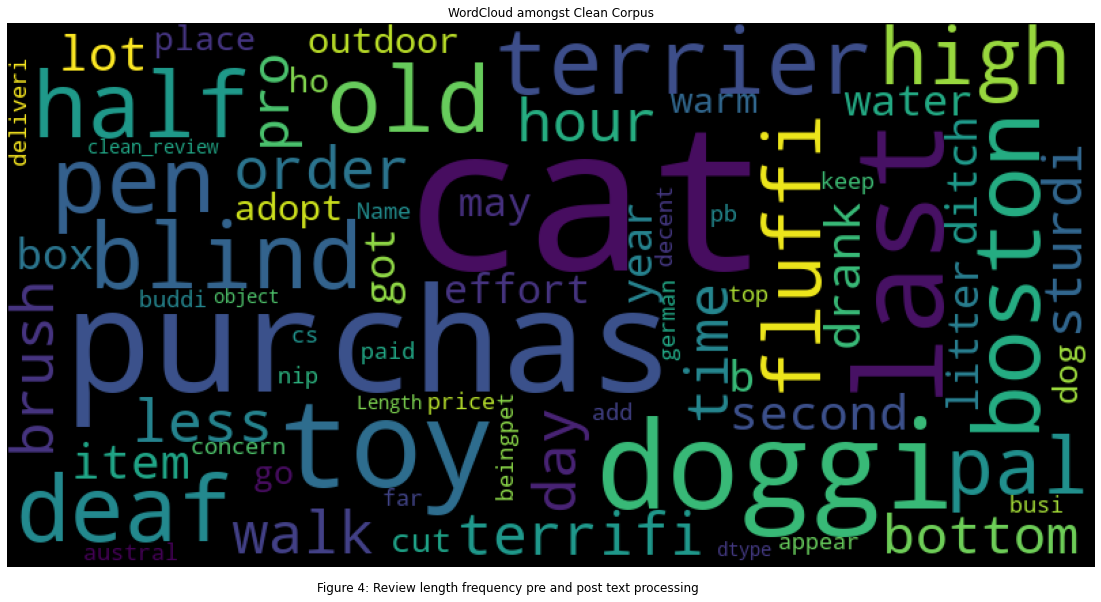 WordCloud amongst Clean Corpus
lot
place
outdoor
terrier
high
half
pro
ho
old
hour
warm
water
deliveri
clean_review
pen
order
cat
fluffi
last
ditch
boston
sturdi
adopt
Name
may
year
decent
pb
keep
drank
litter
box
blind
got
effort
buddi
object
brush
purchas
cs
paid
nip
german
time
top
b
dog
less
toy
Length
price
beingpet
day
add
second
doggi
pal
concern
item
go
far
deaf
walk
cut
terrifi
dtype
appear
busi
bottom
austral
Figure 4: Review length frequency pre and post text processing